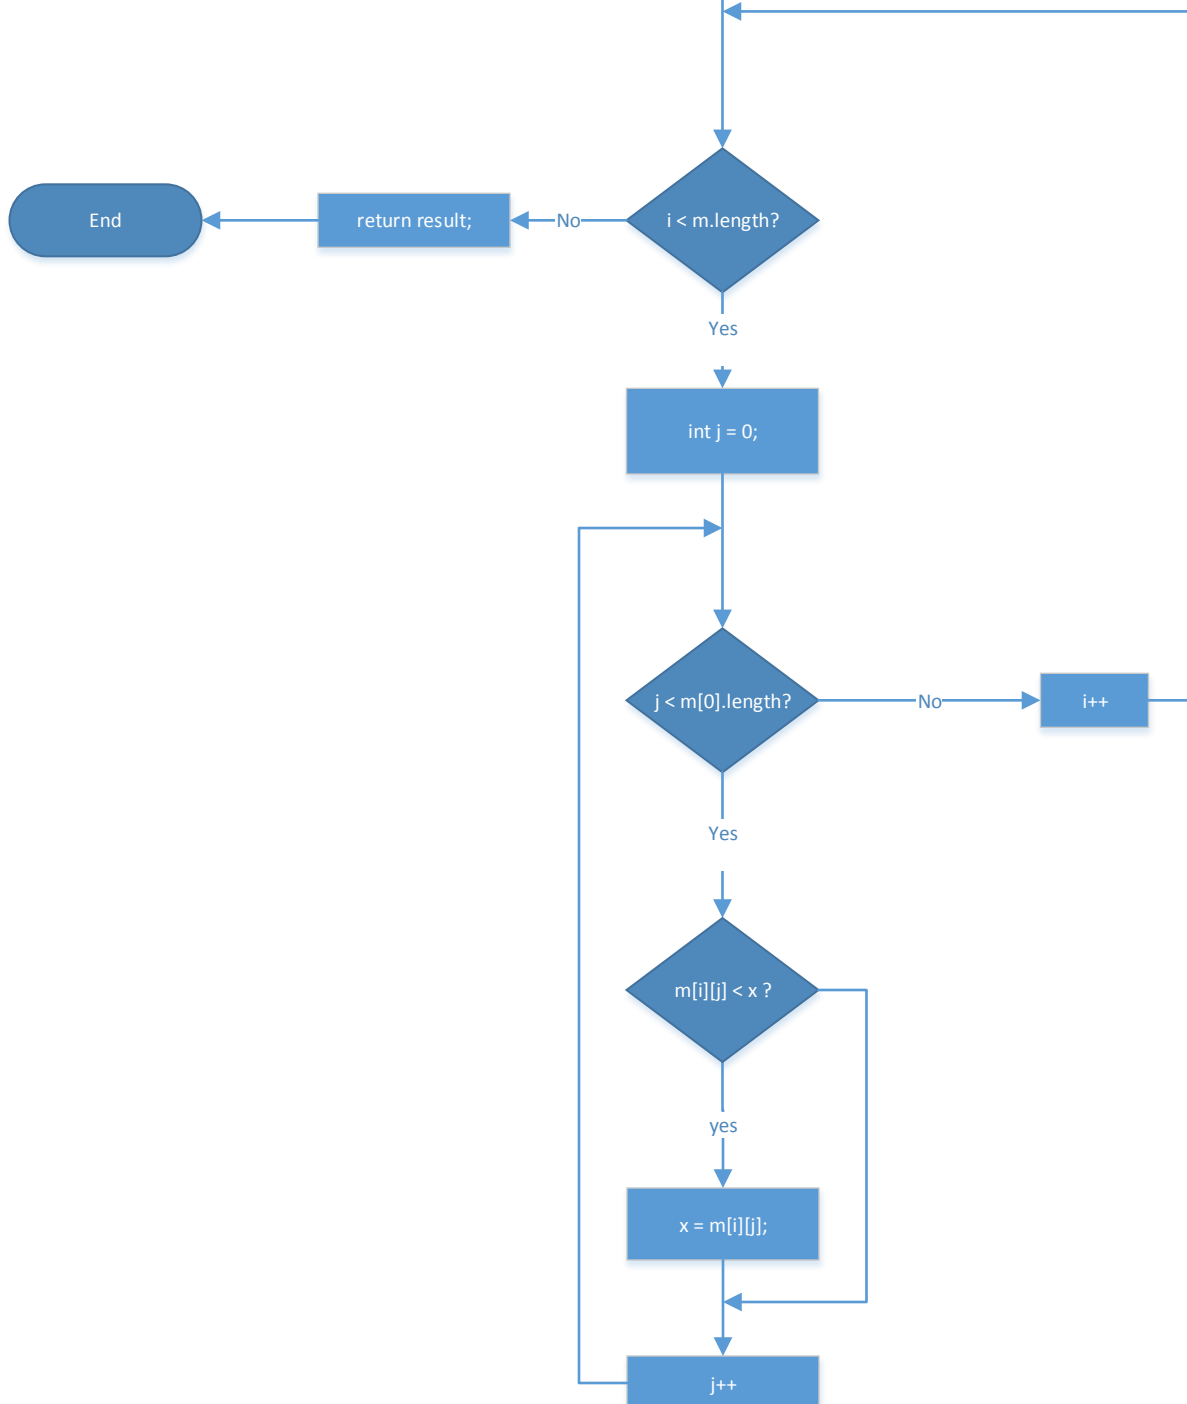 i < m.length?
No
return result;
End
Yes
int j = 0;
j < m[0].length?
No
i++
Yes
m[i][j] < x ?
yes
x = m[i][j];
j++